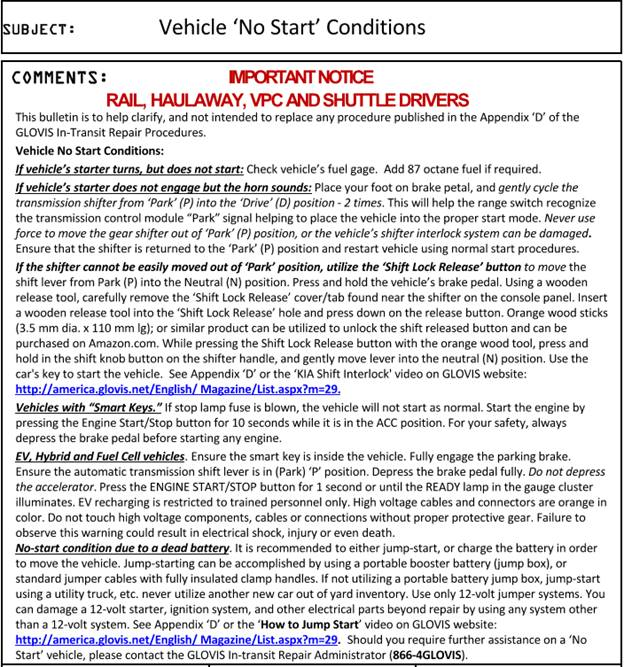 SUBJECT: Vehicle ‘No Start’ Conditions
COMMENTS: IMPORTANT NOTICE
RAIL, HAULAWAY, VPC AND SHUTTLE DRIVERS
This bulletin is to help clarify, and not intended to replace any procedure published in the Appendix ‘D’ of the
GLOVIS In-Transit Repair Procedures.
Vehicle No Start Conditions:
If vehicle’s starter turns, but does not start: Check vehicle’s fuel gage. Add 87 octane fuel if required.
If vehicle’s starter does not engage but the horn sounds: Place your foot on brake petal, and gently cycle the
transmission shifter from ‘Park’ (P) into the ‘Drive’ (D) position - 2 times. This will help the range switch recognize
the transmission control module “Park” signal helping to place the vehicle into the proper start mode. Never use
force to move the gear shifter out of ‘Park’ (P) position, or the vehicle’s shifter interlock system can be damaged.
Ensure that the shifter is returned to the ‘Park’ (P) position and restart vehicle using normal start procedures.
If the shifter cannot be easily moved out of ‘Park’ position, utilize the ‘Shift Lock Release’ button to move the
shift lever from Park (P) into the Neutral (N) position. Press and hold the vehicle’s brake pedal. Using a wooden
release tool, carefully remove the ‘Shift Lock Release’ cover/tab found near the shifter on the console panel. Insert
a wooden release tool into the ‘Shift Lock Release’ hole and press down on the release button. Orange wood sticks
(3.5 mm dia. x 110 mm lg); or similar product can be utilized to unlock the shift released button and can be
purchased on Amazon.com. While pressing the Shift Lock Release button with the orange wood tool, press and
hold in the shift knob button on the shifter handle, and gently move lever into the neutral (N) position. Use the
car's key to start the vehicle. See Appendix ‘D’ or the ‘KIA Shift Interlock' video on GLOVIS website:
http://america.glovis.net/English/ Magazine/List.aspx?m=29.
Vehicles with “Smart Keys.” If stop lamp fuse is blown, the vehicle will not start as normal. Start the engine by
pressing the Engine Start/Stop button for 10 seconds while it is in the ACC position. For your safety, always
depress the brake pedal before starting any engine.
EV, Hybrid and Fuel Cell vehicles. Ensure the smart key is inside the vehicle. Fully engage the parking brake.
Ensure the automatic transmission shift lever is in (Park) ‘P’ position. Depress the brake pedal fully. Do not depress
the accelerator. Press the ENGINE START/STOP button for 1 second or until the READY lamp in the gauge cluster
illuminates. EV recharging is restricted to trained personnel only. High voltage cables and connectors are orange in
color. Do not touch high voltage components, cables or connections without proper protective gear. Failure to
observe this warning could result in electrical shock, injury or even death.
No-start condition due to a dead battery. It is recommended to either jump-start, or charge the battery in order
to move the vehicle. Jump-starting can be accomplished by using a portable booster battery (jump box), or
standard jumper cables with fully insulated clamp handles. If not utilizing a portable battery jump box, jump-start
using a utility truck, etc. never utilize another new car out of yard inventory. Use only 12-volt jumper systems. You
can damage a 12-volt starter, ignition system, and other electrical parts beyond repair by using any system other
than a 12-volt system. See Appendix ‘D’ or the ‘How to Jump Start’ video on GLOVIS website:
http://america.glovis.net/English/ Magazine/List.aspx?m=29. Should you require further assistance on a ‘No
Start’ vehicle, please contact the GLOVIS In-transit Repair Administrator (866-4GLOVIS).